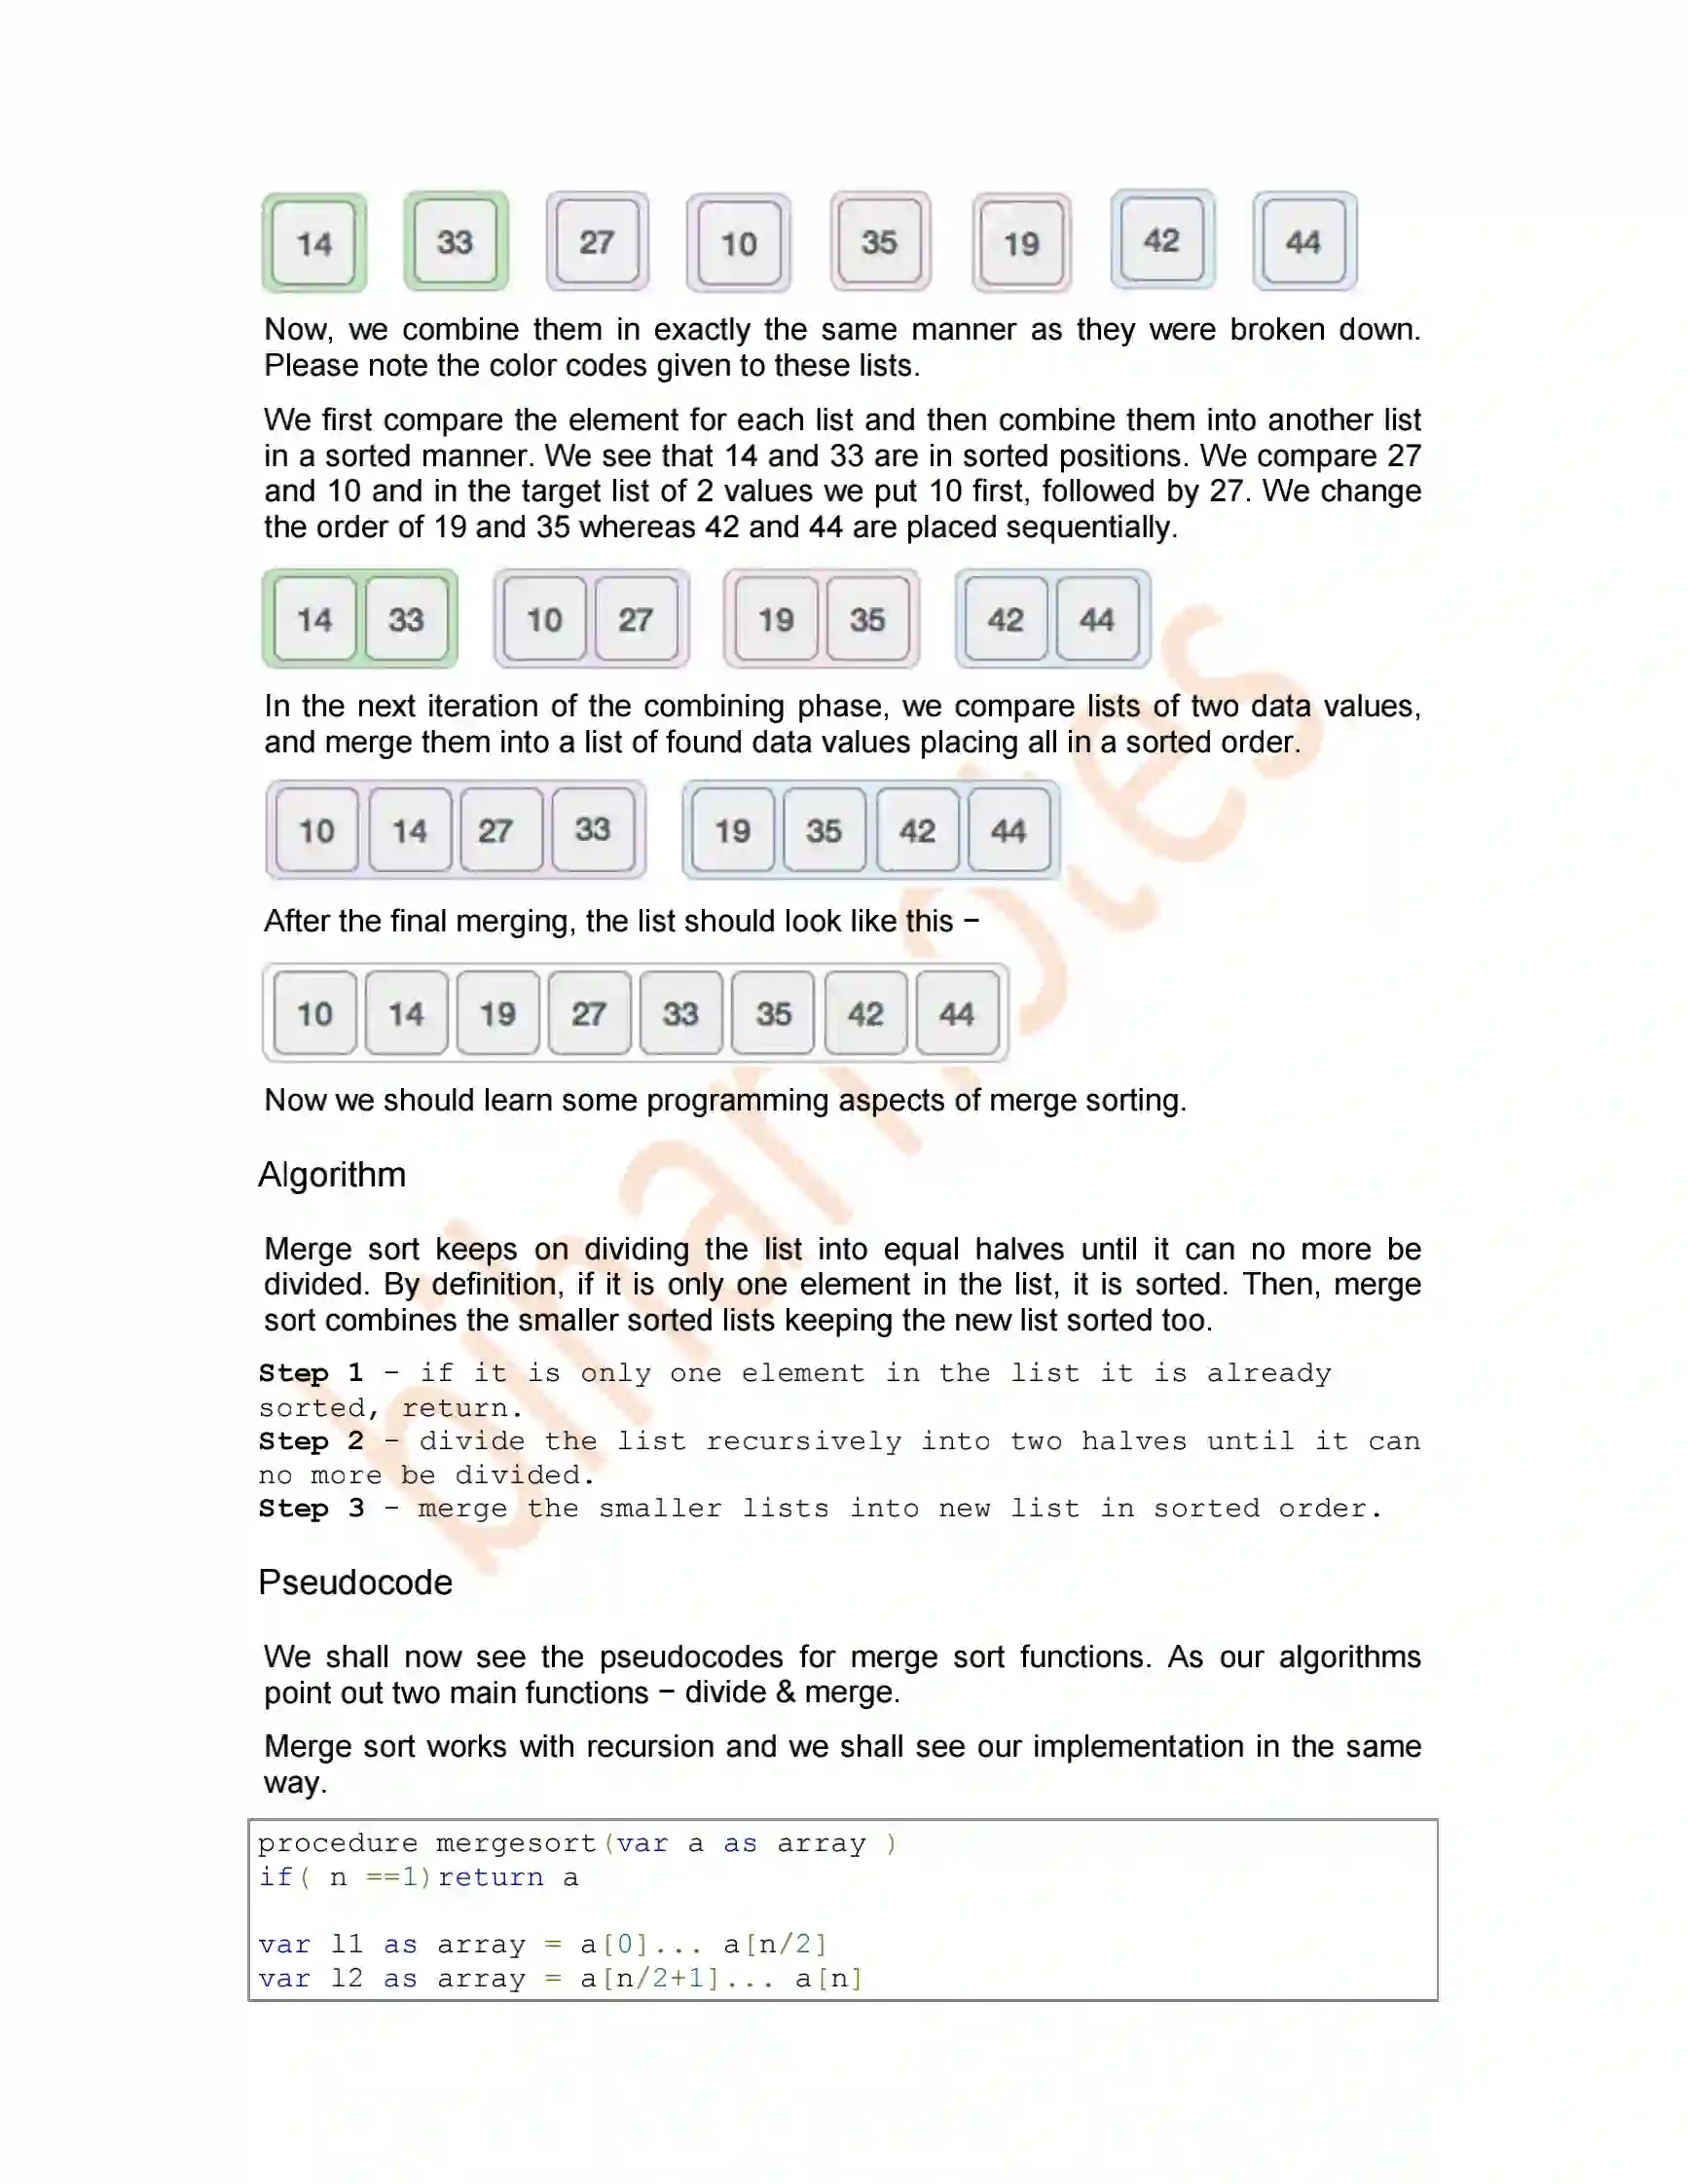 14 33 27 10 35 19 42 44
Now, we combine them in exactly the same manner as they were broken down.
Please note the color codes given to these lists.
We first compare the element for each list and then combine them into another list
in a sorted manner. We see that 14 and 33 are in sorted positions. We compare 27
and 10 and in the target list of 2 values we put 10 first, followed by 27. We change
the order of 19 and 35 whereas 42 and 44 are placed sequentially.
14 33 10 27 19 35 42 44
In the next iteration of the combining phase, we compare lists of two data values,
and merge them into a list of found data values placing all in a sorted order.
10 14 27 33 19 35 42 44
After the final merging, the list should look like this −
10 14 19 27 33 35 42 44
Now we should learn some programming aspects of merge sorting.
Algorithm
Merge sort keeps on dividing the list into equal halves until it can no more be
divided. By definition, if it is only one element in the list, it is sorted. Then, merge
sort combines the smaller sorted lists keeping the new list sorted too.
Step 1 − if it is only one element in the list it is already
sorted, return.
Step 2 − divide the list recursively into two halves until it can
no more be divided.
Step 3 − merge the smaller lists into new list in sorted order.
Pseudocode
We shall now see the pseudocodes for merge sort functions. As our algorithms
point out two main functions − divide & merge.
Merge sort works with recursion and we shall see our implementation in the same
way.
procedure mergesort(var a as array )
if( n ==1)return a
var l1 as array = a[0]... a[n/2]
var l2 as array = a[n/2+1]... a[n]